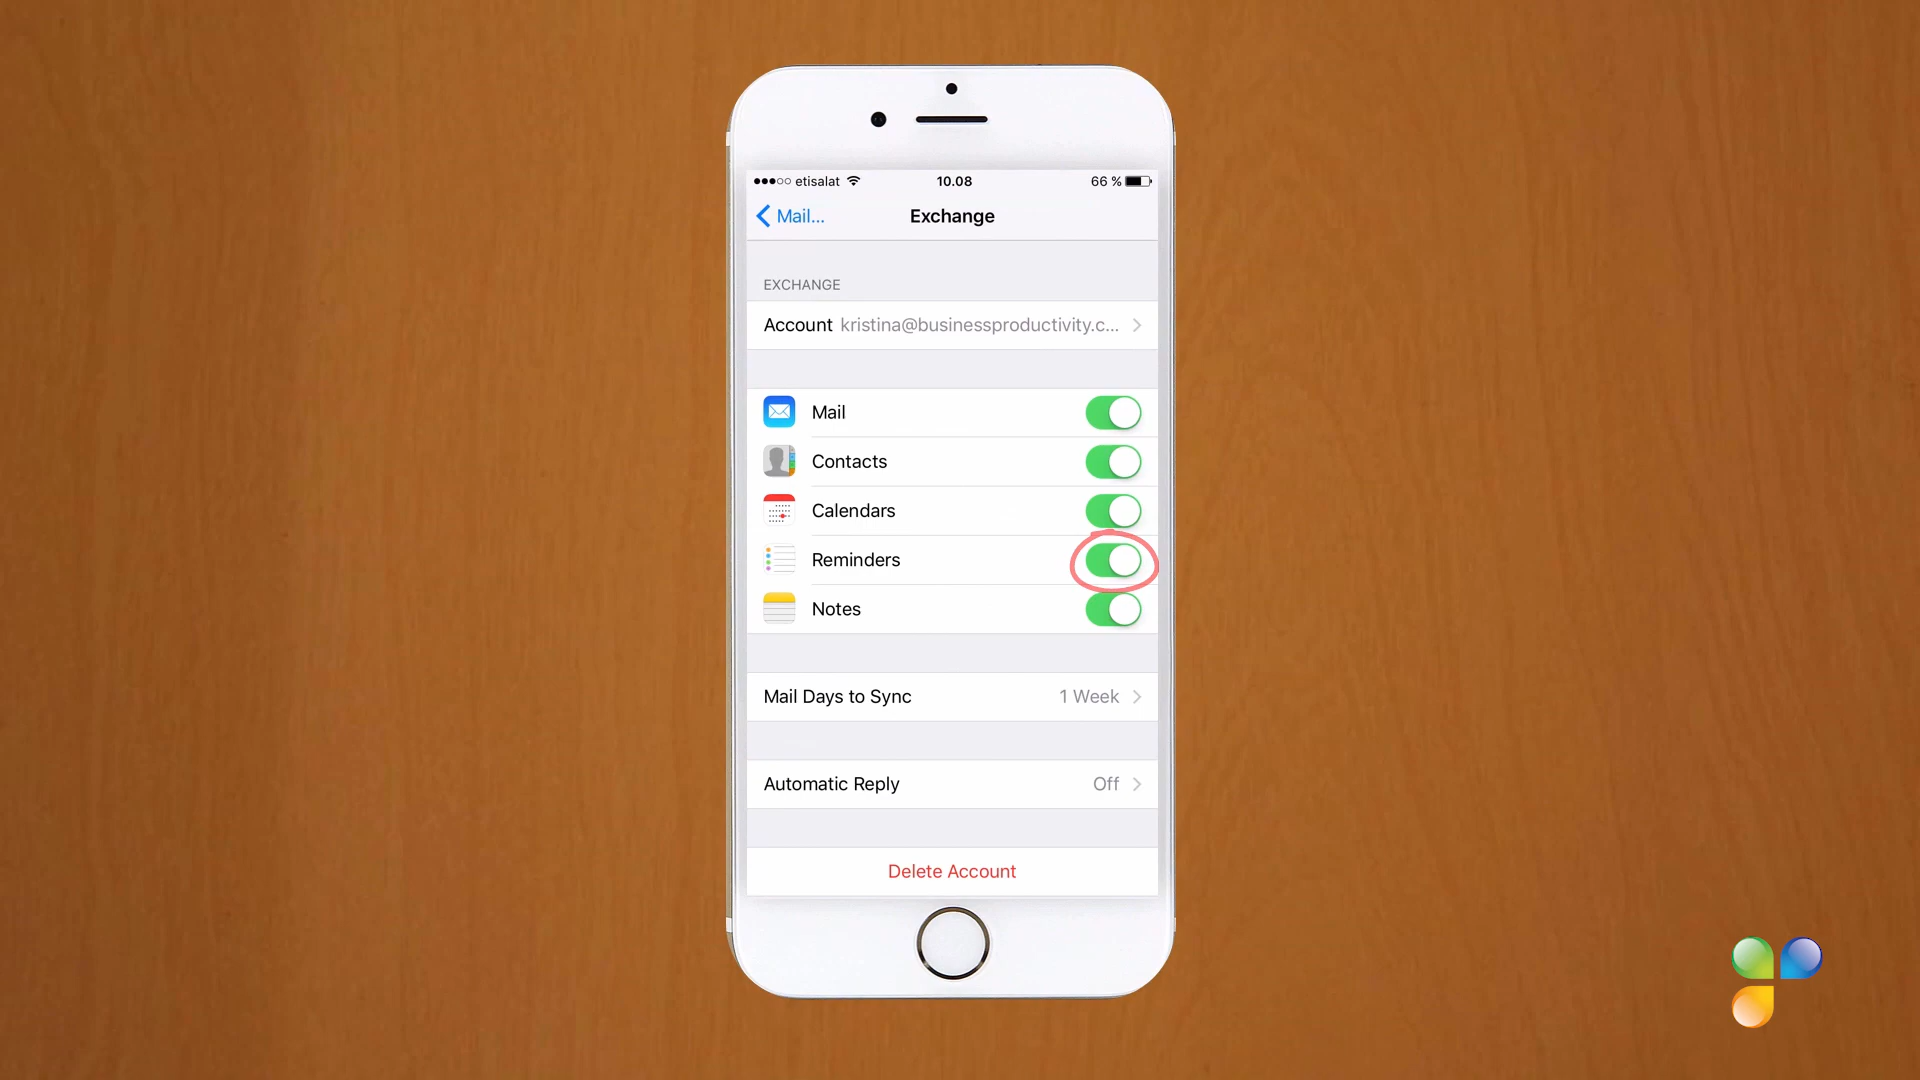 etisalat 10.08 66 %
Mail... Exchange
EXCHANGE
Account kristina@businessproductivity.c...
Mail
Contacts
Calendars
Reminders
Notes
Mail Days to Sync 1 Week
Automatic Reply Off
Delete Account